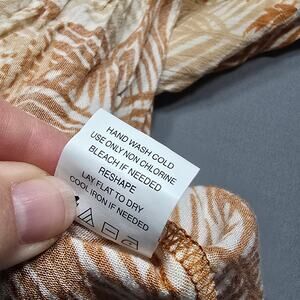 HAND WASH COLD
USE ONLY NON CHLORINE
BLEACH IF NEEDED
RESHAPE
LAY FLAT TO DRY
COOL IRON IF NEEDED